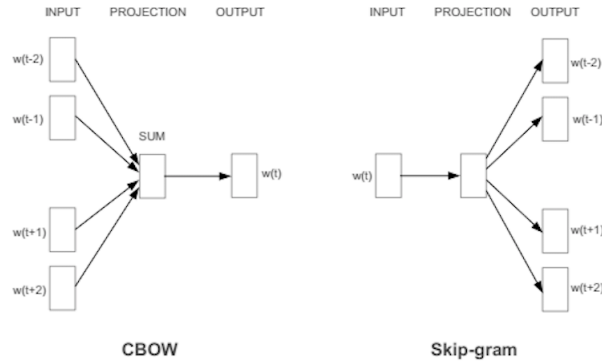 INPUT PROJECTION OUTPUT
w(t-2)
w(t-1)
SUM
w(t)
w(t+1)
w(t+2)
CBOW
INPUT PROJECTION OUTPUT
w(t-2)
w(t-1)
w(t)
w(t+1)
w(t+2)
Skip-gram